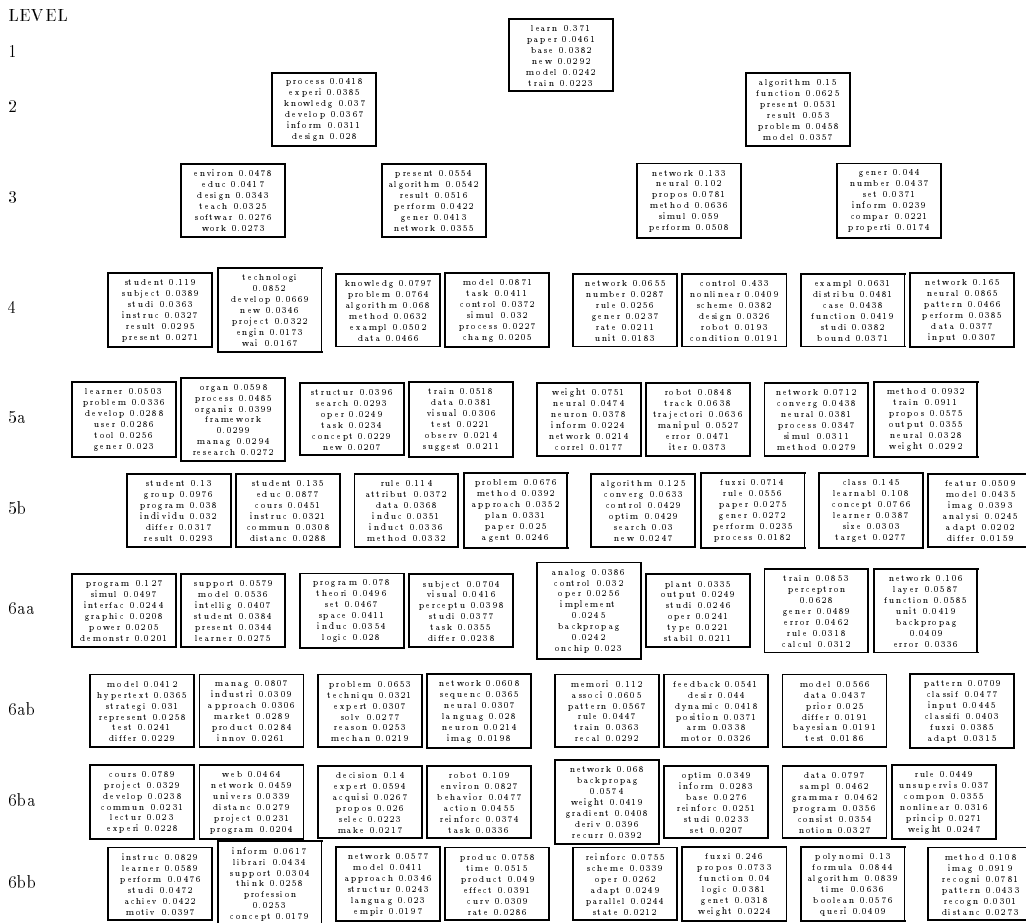 LEVEL
1
learn 0.371
paper 0.0461
base 0.0382
new 0.0292
model 0.0242
train 0.0223
2
process 0.0418
experi 0.0385
knowledg 0.037
develop 0.0367
inform 0.0311
design 0.028
algorithm 0.15
function 0.0625
present 0.0531
result 0.053
problem 0.0458
model 0.0357
3
environ 0.0478
educ 0.0417
design 0.0343
teach 0.0325
softwar 0.0276
work 0.0273
present 0.0554
algorithm 0.0542
result 0.0516
perform 0.0422
gener 0.0413
network 0.0355
network 0.133
neural 0.102
propos 0.0781
method 0.0636
simul 0.059
perform 0.0508
gener 0.044
number 0.0437
set 0.0371
inform 0.0239
compar 0.0221
properti 0.0174
4
student 0.119
subject 0.0389
studi 0.0363
instruc 0.0327
result 0.0295
present 0.0271
technologi
0.0852
develop 0.0669
new 0.0346
project 0.0322
engin 0.0173
wai 0.0167
knowledg 0.0797
problem 0.0764
algorithm 0.068
method 0.0632
exampl 0.0502
data 0.0466
model 0.0871
task 0.0411
control 0.0372
simul 0.032
process 0.0227
chang 0.0205
network 0.0655
number 0.0287
rule 0.0256
gener 0.0237
rate 0.0211
unit 0.0183
control 0.433
nonlinear 0.0409
scheme 0.0382
design 0.0326
robot 0.0193
condition 0.0191
exampl 0.0631
distribu 0.0481
case 0.0438
function 0.0419
studi 0.0382
bound 0.0371
network 0.165
neural 0.0865
pattern 0.0466
perform 0.0385
data 0.0377
input 0.0307
5a
learner 0.0503
problem 0.0336
develop 0.0288
user 0.0286
tool 0.0256
gener 0.023
organ 0.0598
process 0.0485
organiz 0.0399
framework
0.0299
manag 0.0294
research 0.0272
structur 0.0396
search 0.0293
oper 0.0249
task 0.0234
concept 0.0229
new 0.0207
train 0.0518
data 0.0381
visual 0.0306
test 0.0221
observ 0.0214
suggest 0.0211
weight 0.0751
neural 0.0474
neuron 0.0378
inform 0.0224
network 0.0214
correl 0.0177
robot 0.0848
track 0.0638
trajectori 0.0636
manipul 0.0527
error 0.0471
iter 0.0373
network 0.0712
converg 0.0438
neural 0.0381
process 0.0347
simul 0.0311
method 0.0279
method 0.0932
train 0.0911
propos 0.0575
output 0.0355
neural 0.0328
weight 0.0292
5b
student 0.13
group 0.0976
program 0.038
individu 0.032
differ 0.0317
result 0.0293
student 0.135
educ 0.0877
cours 0.0451
instruc 0.0321
commun 0.0308
distanc 0.0288
rule 0.114
attribut 0.0372
data 0.0368
induc 0.0351
induct 0.0336
method 0.0332
problem 0.0676
method 0.0392
approach 0.0352
plan 0.0331
paper 0.025
agent 0.0246
algorithm 0.125
converg 0.0633
control 0.0429
optim 0.0429
search 0.03
new 0.0247
fuzzi 0.0714
rule 0.0556
paper 0.0275
gener 0.0272
perform 0.0235
process 0.0182
class 0.145
learnabl 0.108
concept 0.0766
learner 0.0387
size 0.0303
target 0.0277
featur 0.0509
model 0.0435
imag 0.0393
analysi 0.0245
adapt 0.0202
differ 0.0159
6aa
program 0.127
simul 0.0497
interfac 0.0244
graphic 0.0208
power 0.0205
demonstr 0.0201
support 0.0579
model 0.0536
intellig 0.0407
student 0.0384
present 0.0344
learner 0.0275
program 0.078
theori 0.0496
set 0.0467
space 0.0411
induc 0.0354
logic 0.028
subject 0.0704
visual 0.0416
perceptu 0.0398
studi 0.0377
task 0.0355
differ 0.0238
analog 0.0386
control 0.032
oper 0.0256
implement
0.0245
backpropag
0.0242
onchip 0.023
plant 0.0335
output 0.0249
studi 0.0246
oper 0.0241
type 0.0221
stabil 0.0211
train 0.0853
perceptron
0.0628
gener 0.0489
error 0.0462
rule 0.0318
calcul 0.0312
network 0.106
layer 0.0587
function 0.0585
unit 0.0419
backpropag
0.0409
error 0.0336
6ab
model 0.0412
hypertext 0.0365
strategi 0.031
represent 0.0258
test 0.0241
differ 0.0229
manag 0.0807
industri 0.0309
approach 0.0306
market 0.0289
product 0.0284
innov 0.0261
problem 0.0653
techniqu 0.0321
expert 0.0307
solv 0.0277
reason 0.0253
mechan 0.0219
network 0.0608
sequenc 0.0365
neural 0.0307
languag 0.028
neuron 0.0214
imag 0.0198
memori 0.112
associ 0.0605
pattern 0.0567
rule 0.0447
train 0.0363
recal 0.0292
feedback 0.0541
desir 0.044
dynamic 0.0418
position 0.0371
arm 0.0338
motor 0.0326
model 0.0566
data 0.0437
prior 0.025
differ 0.0191
bayesian 0.0191
test 0.0186
pattern 0.0709
classif 0.0477
input 0.0445
classifi 0.0403
fuzzi 0.0385
adapt 0.0315
6ba
cours 0.0789
project 0.0329
develop 0.0238
commun 0.0231
lectur 0.023
experi 0.0228
web 0.0464
network 0.0459
univers 0.0339
distanc 0.0279
project 0.0231
program 0.0204
decision 0.14
expert 0.0594
acquisi 0.0267
propos 0.026
selec 0.0223
make 0.0217
robot 0.109
environ 0.0827
behavior 0.0477
action 0.0455
reinforc 0.0374
task 0.0336
network 0.068
backpropag
0.0574
weight 0.0419
gradient 0.0408
deriv 0.0396
recurr 0.0392
optim 0.0349
inform 0.0283
base 0.0276
reinforc 0.0251
studi 0.0233
set 0.0207
data 0.0797
sampl 0.0462
grammar 0.0462
program 0.0356
consist 0.0354
notion 0.0327
rule 0.0449
unsupervis 0.037
compon 0.0355
nonlinear 0.0316
princip 0.0271
weight 0.0247
6bb
instruc 0.0829
learner 0.0589
perform 0.0476
studi 0.0472
achiev 0.0422
motiv 0.0397
inform 0.0617
librari 0.0434
support 0.0304
think 0.0258
profession
0.0253
concept 0.0179
network 0.0577
model 0.0411
approach 0.0346
structur 0.0243
languag 0.023
empir 0.0197
produc 0.0758
time 0.0515
product 0.049
effect 0.0391
curv 0.0309
rate 0.0286
reinforc 0.0755
scheme 0.0339
oper 0.0262
adapt 0.0249
parallel 0.0244
state 0.0212
fuzzi 0.246
propos 0.0733
function 0.04
logic 0.0381
genet 0.0318
weight 0.0224
polynomi 0.13
formula 0.0844
algorithm 0.0839
time 0.0636
boolean 0.0576
queri 0.0409
method 0.108
imag 0.0919
recogni 0.0781
pattern 0.0433
recogn 0.0301
distanc 0.0275